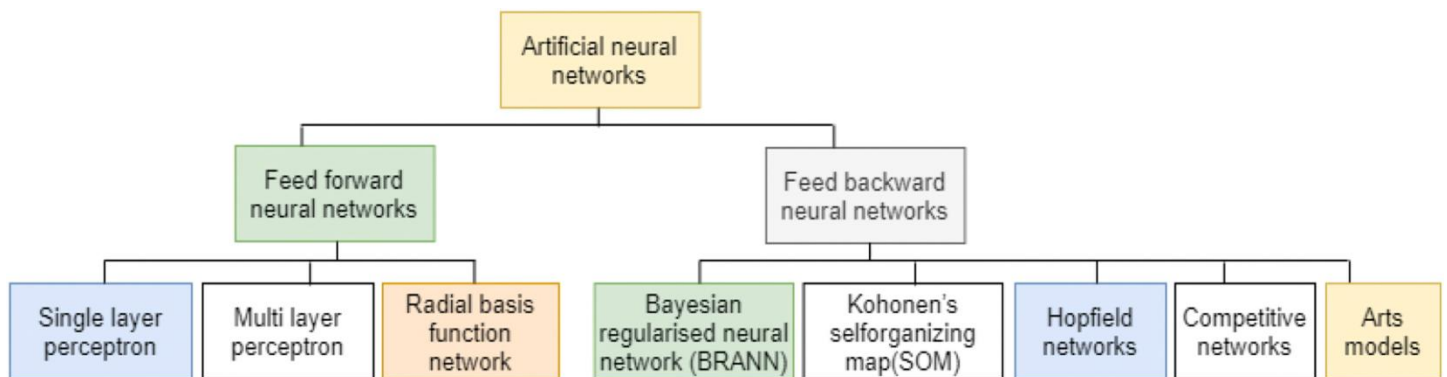 Artificial neural
networks
Feed forward
neural networks
Feed backward
neural networks
Single layer
perceptron
Multi layer
perceptron
Radial basis
function
network
Bayesian
regularised neural
network (BRANN)
Kohonen's
selforganizing
map(SOM)
Hopfield
networks
Competitive
networks
Arts
models